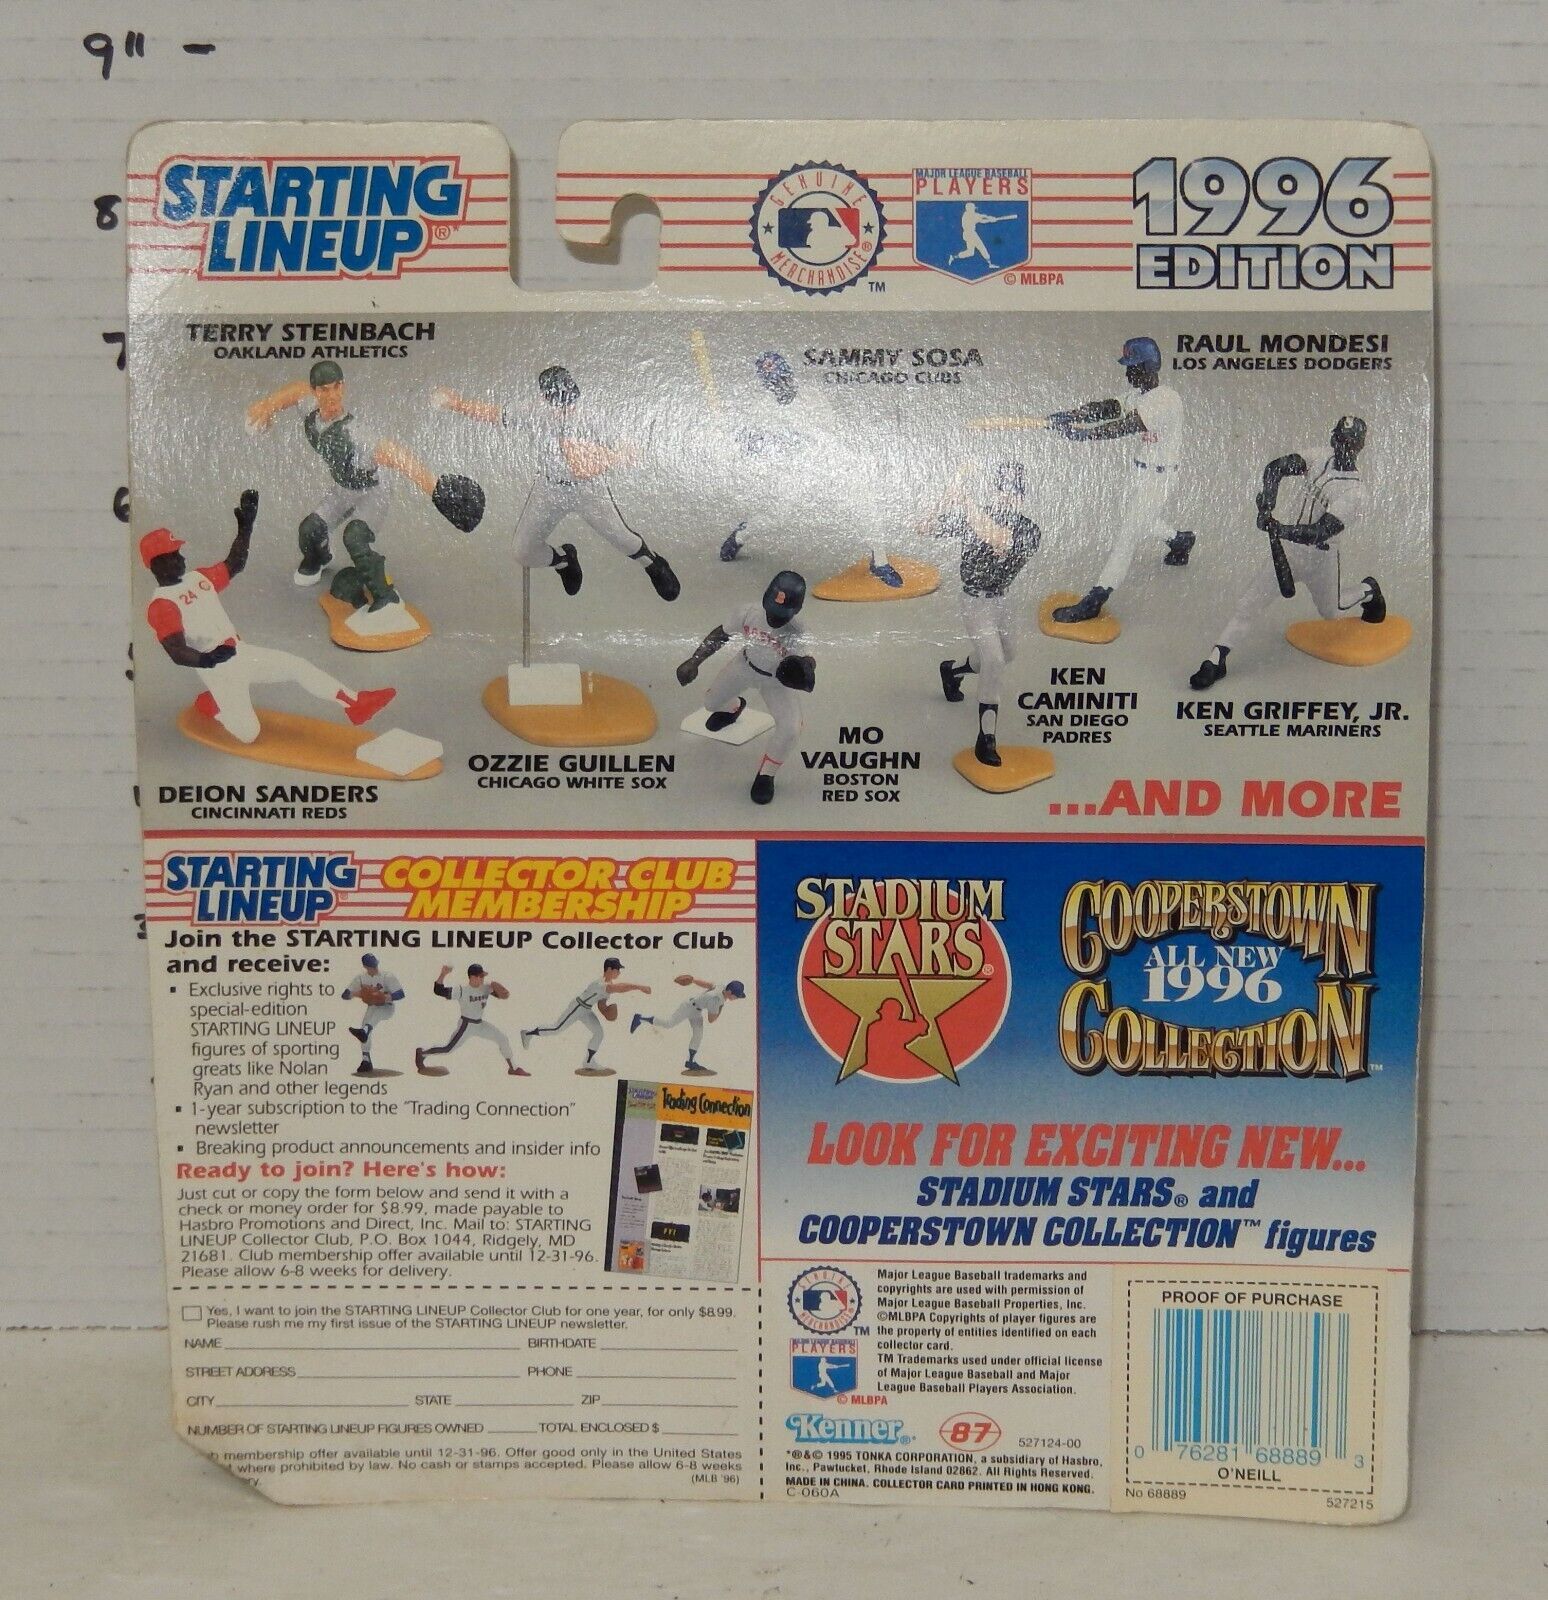 9" -
8
7
6
STARTING
LINEUP®*
GENUINE
MERCHANDISE®
TM
MAJOR LEAGUE BASEBALL
PLAYERS
© MLBPA
1996
EDITION
TERRY STEINBACH
OAKLAND ATHLETICS
SAMMY SOSA
CHICAGO CUBS
RAUL MONDESI
LOS ANGELES DODGERS
24 C
B
KEN
CAMINITI
SAN DIEGO
PADRES
KEN GRIFFEY, JR.
SEATTLE MARINERS
OZZIE GUILLEN
CHICAGO WHITE SOX
MO
VAUGHN
BOSTON
RED SOX
DEION SANDERS
CINCINNATI REDS
...AND MORE
STARTING
LINEUP®
COLLECTOR CLUB
MEMBERSHIP
Join the STARTING LINEUP Collector Club
and receive:
▪ Exclusive rights to
special-edition
STARTING LINEUP
figures of sporting
greats like Nolan
Ryan and other legends
▪ 1-year subscription to the "Trading Connection"
newsletter
▪ Breaking product announcements and insider info
Trading Connection
Ready to join? Here's how:
Just cut or copy the form below and send it with a
check or money order for $8.99, made payable to
Hasbro Promotions and Direct, Inc. Mail to: STARTING
LINEUP Collector Club, P.O. Box 1044, Ridgely, MD
21681. Club membership offer available until 12-31-96.
Please allow 6-8 weeks for delivery.
Yes, I want to join the STARTING LINEUP Collector Club for one year, for only $8.99.
Please rush me my first issue of the STARTING LINEUP newsletter.
NAME BIRTHDATE
STREET ADDRESS PHONE
CITY STATE ZIP
NUMBER OF STARTING LINEUP FIGURES OWNED TOTAL ENCLOSED $
membership offer available until 12-31-96. Offer good only in the United States
where prohibited by law. No cash or stamps accepted. Please allow 6-8 weeks
(MLB '96)
STADIUM
STARS®
COOPERSTOWN
ALL NEW
1996
COLLECTION™
LOOK FOR EXCITING NEW...
STADIUM STARS® and
COOPERSTOWN COLLECTION™ figures
GENUINE
MERCHANDISE
TM
MAJOR LEAGUE BASEBALL
PLAYERS
© MLBPA
Major League Baseball trademarks and
copyrights are used with permission of
Major League Baseball Properties, Inc.
©MLBPA Copyrights of player figures are
the property of entities identified on each
collector card.
TM Trademarks used under official license
of Major League Baseball and Major
League Baseball Players Association.
Kenner®
87
527124-00
*®&© 1995 TONKA CORPORATION, a subsidiary of Hasbro,
Inc., Pawtucket, Rhode Island 02862. All Rights Reserved.
MADE IN CHINA. COLLECTOR CARD PRINTED IN HONG KONG.
C-060A
PROOF OF PURCHASE
0 76281 68889 3
O'NEILL
No 68889
527215